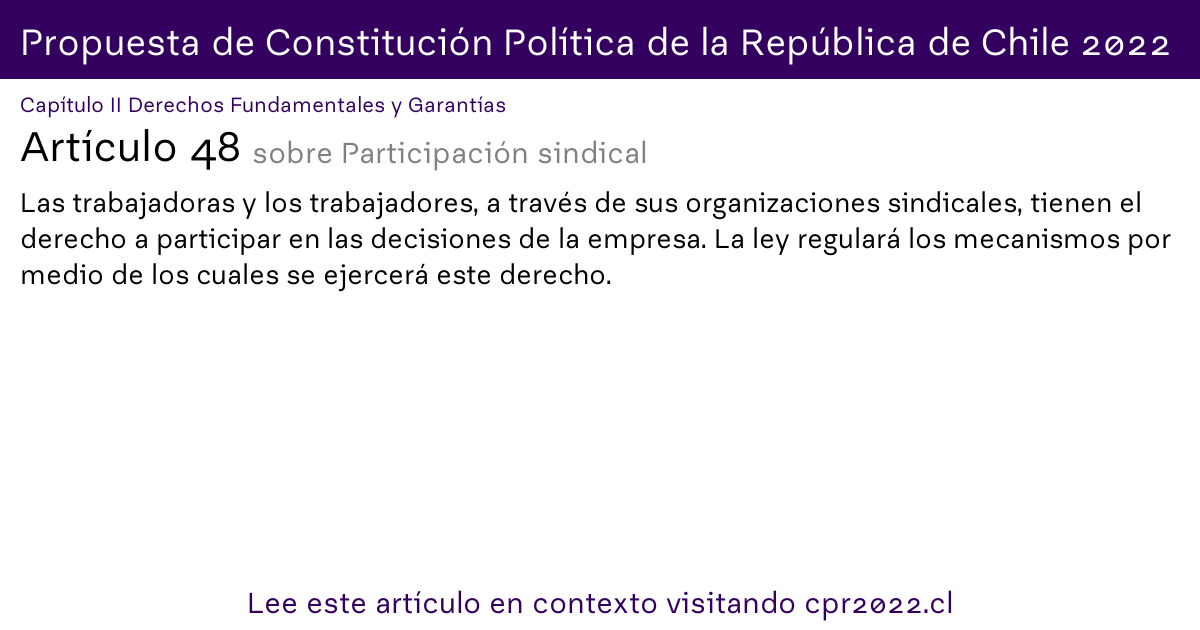 Propuesta de Constitución Política de la República de Chile 2022
Capítulo II Derechos Fundamentales y Garantías
Artículo 48 sobre Participación sindical
Las trabajadoras y los trabajadores, a través de sus organizaciones sindicales, tienen el
derecho a participar en las decisiones de la empresa. La ley regulará los mecanismos por
medio de los cuales se ejercerá este derecho.
Lee este artículo en contexto visitando cpr2022.cl